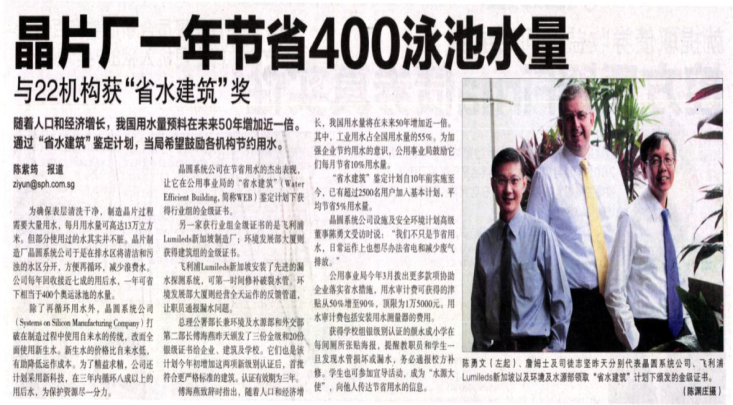 晶片厂一年节省400泳池水量
与22机构获“省水建筑”奖
随着人口和经济增长，我国用水量预料在未来50年增加近一倍。
通过“省水建筑”鉴定计划，当局希望鼓励各机构节约用水。
陈紫筠 报道
ziyun@sph.com.sg
为确保表层清洗干净，制造晶片过程
需要大量用水，每月用水量可高达13万立方
米。但部分使用过的水其实并不脏。晶片制
造厂晶圆系统公司于是在排水区将清洁和污
浊的水区分开，方便再循环，减少浪费水。
公司每年回收接近七成的用后水，一年可省
下相当于400个奥运泳池的水量。
除了再循环用水外，晶圆系统公司
（Systems on Silicon Manufacturing Company）打
破在制造过程中使用自来水的传统，改而全
面使用新生水。新生水的价格比自来水低，
有助降低运作成本。为了精益求精，公司还
计划采用新科技，在三年内循环八成以上的
用后水，为保护资源尽一分力。
晶圆系统公司在节省用水的杰出表现，
让它在公用事业局的“省水建筑”（Water
Efficient Building，简称WEB）鉴定计划下获
得行业组的金级证书。
另一家获行业组金级证书的是飞利浦
Lumileds新加坡制造厂；环境发展部大厦则
获得建筑组的金级证书。
飞利浦Lumileds新加坡安装了先进的漏
水探测系统，可第一时间修补破裂水管。环
境发展部大厦则经营全天运作的反馈管道，
让职员通报漏水问题。
总理公署部长兼环境及水源部和外交部
第二部长傅海燕昨天颁发了三份金级和20份
银级证书给企业、建筑及学校。它们也是该
计划今年初增加这两项新级别认证后，首批
符合更严格标准的建筑。认证有效期为三年。
傅海燕致辞时指出，随着人口和经济增
长，我国用水量将在未来50年增加近一倍。
其中，工业用水占全国用水量的55%。为加
强企业节约用水的意识，公用事业局鼓励它
们每月节省10%用水量。
“省水建筑”鉴定计划自10年前实施至
今，已有超过2500名用户加入基本计划，平
均节省5%用水量。
晶圆系统公司设施及安全环境计划高级
董事陈勇文受访时说：“我们不只是节省用
水，日常运作上也想尽办法省电和减少废气
排放。”
公用事业局今年3月拨出更多款项协助
企业落实省水措施，用水审计费可获得的津
贴从50%增至90%，顶限为1万5000元。用
水审计费包括安装用水测量器的费用。
获得学校组银级别认证的颜永成小学在
每间厕所张贴海报，提醒教职员和学生一
旦发现水管损坏或漏水，务必通报校方补
修。学生也可参加宣导活动，成为“水源大
使”，向他人传达节省用水的信息。
陈勇文（左起）、詹姆士及司徒志坚昨天分别代表晶圆系统公司、飞利浦
Lumileds新加坡以及环境及水源部领取“省水建筑”计划下颁发的金级证书。
（陈渊庄摄）